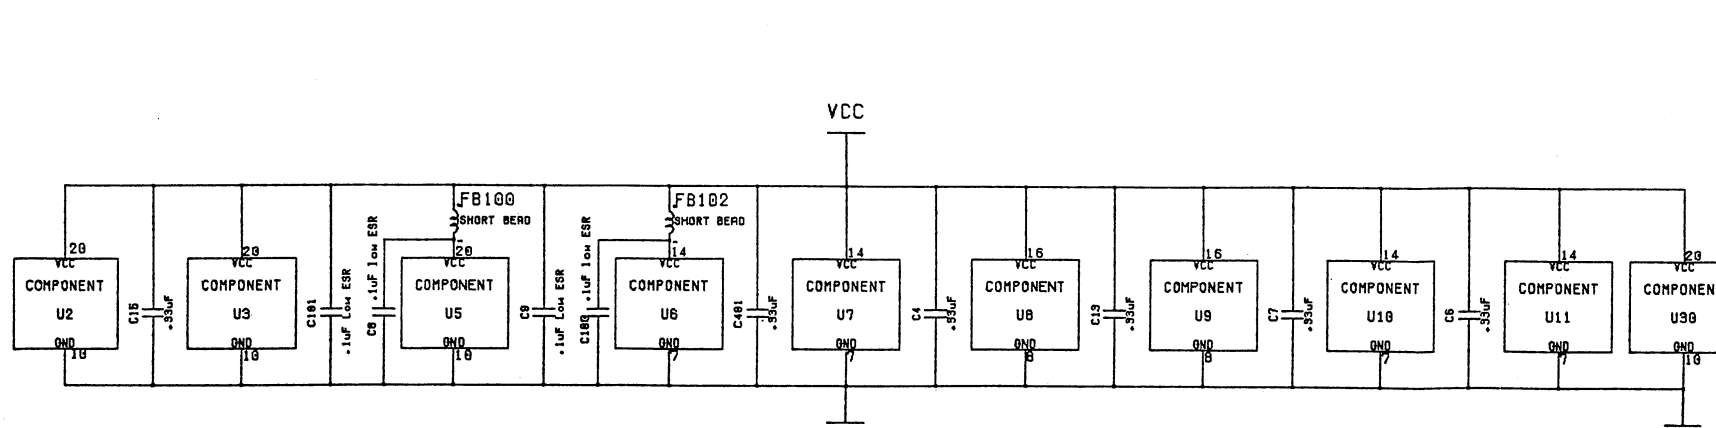 VCC
FB100
SHORT BEAD
FB102
SHORT BEAD
20
VCC
COMPONENT
U2
GND
10
C15
.33uF
20
VCC
COMPONENT
U3
GND
10
C101
.1uF Low ESR
C8
.1uF low ESR
20
VCC
COMPONENT
U5
GND
10
C9
.1uF Low ESR
C100
.1uF low ESR
14
VCC
COMPONENT
U6
GND
7
C401
.33uF
14
VCC
COMPONENT
U7
GND
7
C4
.33uF
16
VCC
COMPONENT
U8
GND
8
C13
.33uF
16
VCC
COMPONENT
U9
GND
8
C7
.33uF
14
VCC
COMPONENT
U10
GND
7
C6
.33uF
14
VCC
COMPONENT
U11
GND
7
20
VCC
COMPONEN
U30
GND
10